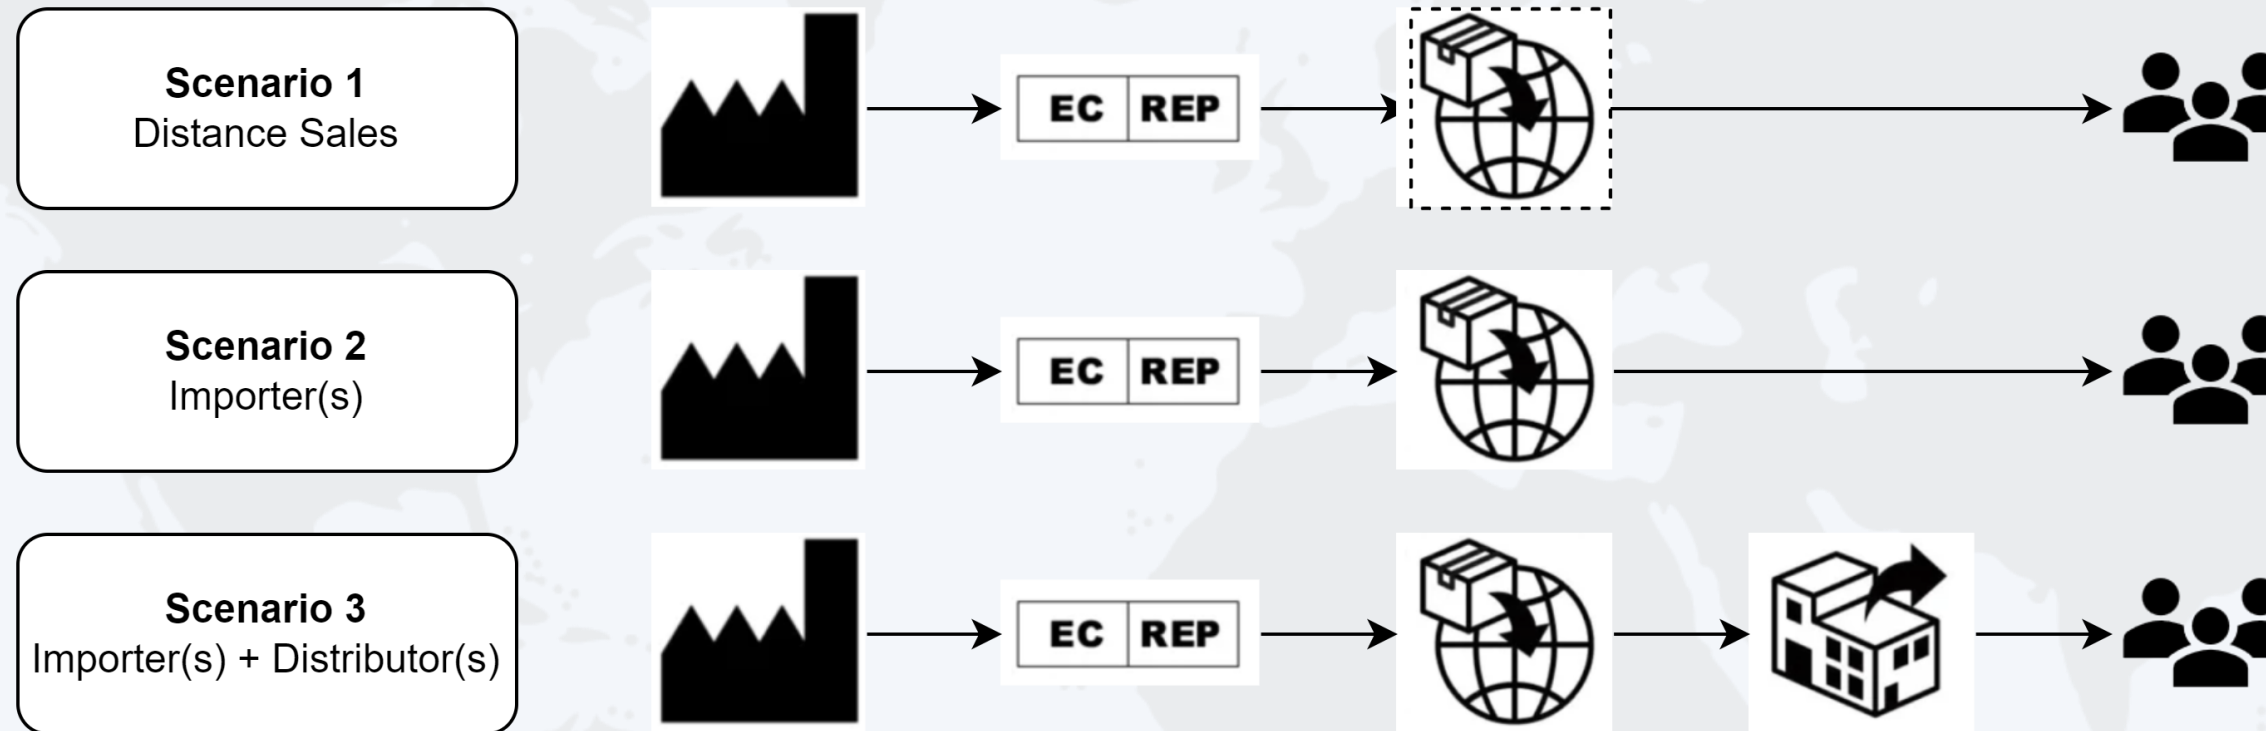 Scenario 1
Distance Sales
EC REP
Scenario 2
Importer(s)
EC REP
Scenario 3
Importer(s) + Distributor(s)
EC REP